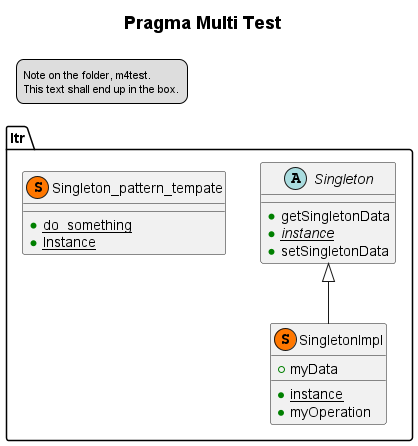 Pragma Multi Test
Note on the folder, m4test.
This text shall end up in the box.
ltr
S Singleton_pattern_tempate
do_something
Instance
A Singleton
getSingletonData
instance
setSingletonData
S SingletonImpl
myData
instance
myOperation